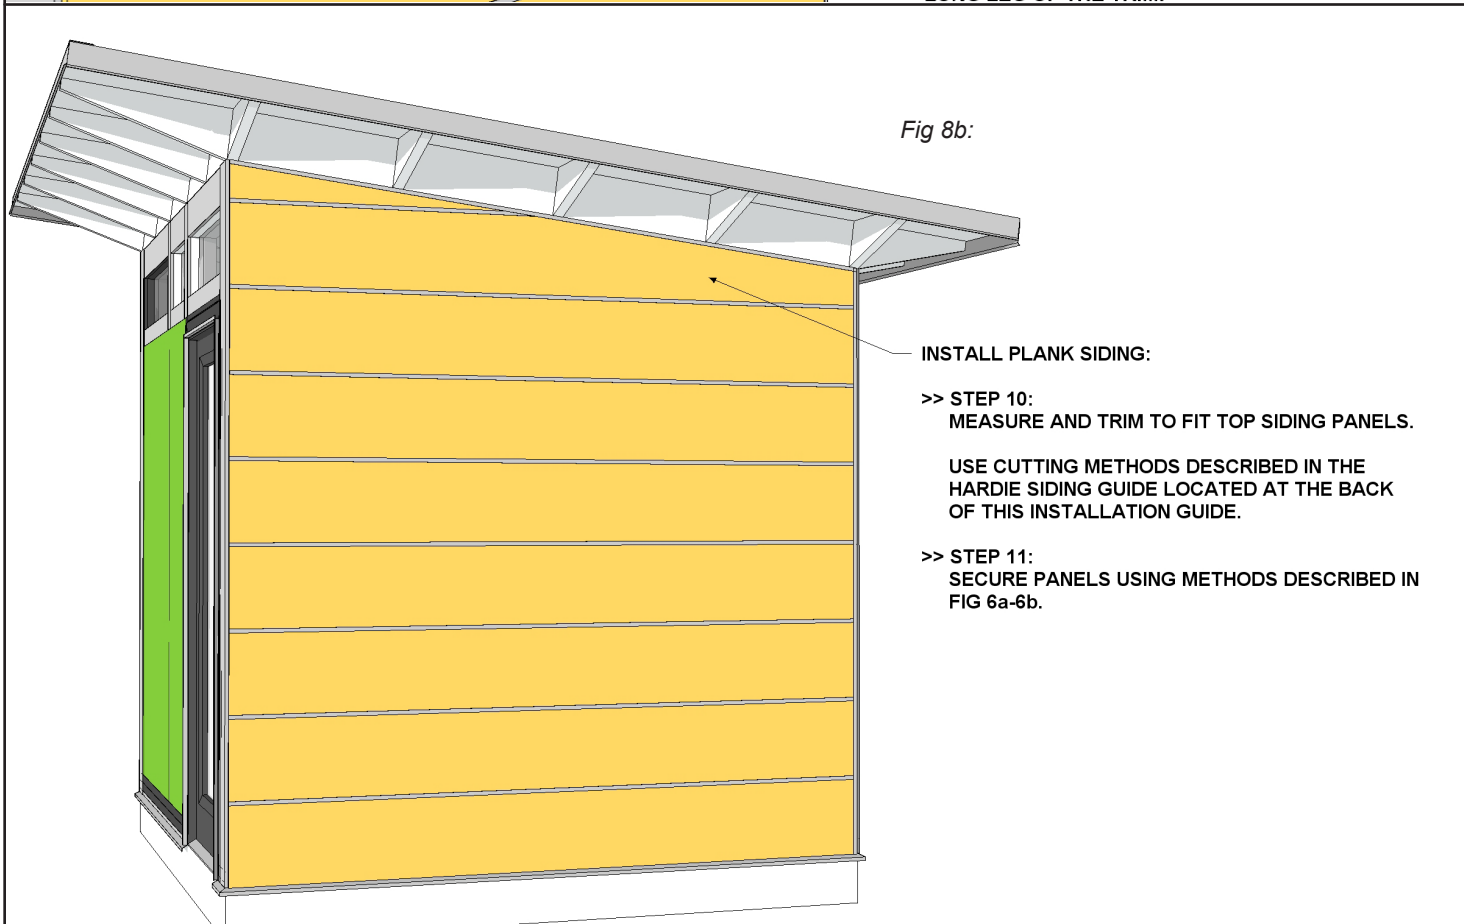 Fig 8b:
INSTALL PLANK SIDING:
>> STEP 10:
MEASURE AND TRIM TO FIT TOP SIDING PANELS.
USE CUTTING METHODS DESCRIBED IN THE
HARDIE SIDING GUIDE LOCATED AT THE BACK
OF THIS INSTALLATION GUIDE.
>> STEP 11:
SECURE PANELS USING METHODS DESCRIBED IN
FIG 6a-6b.